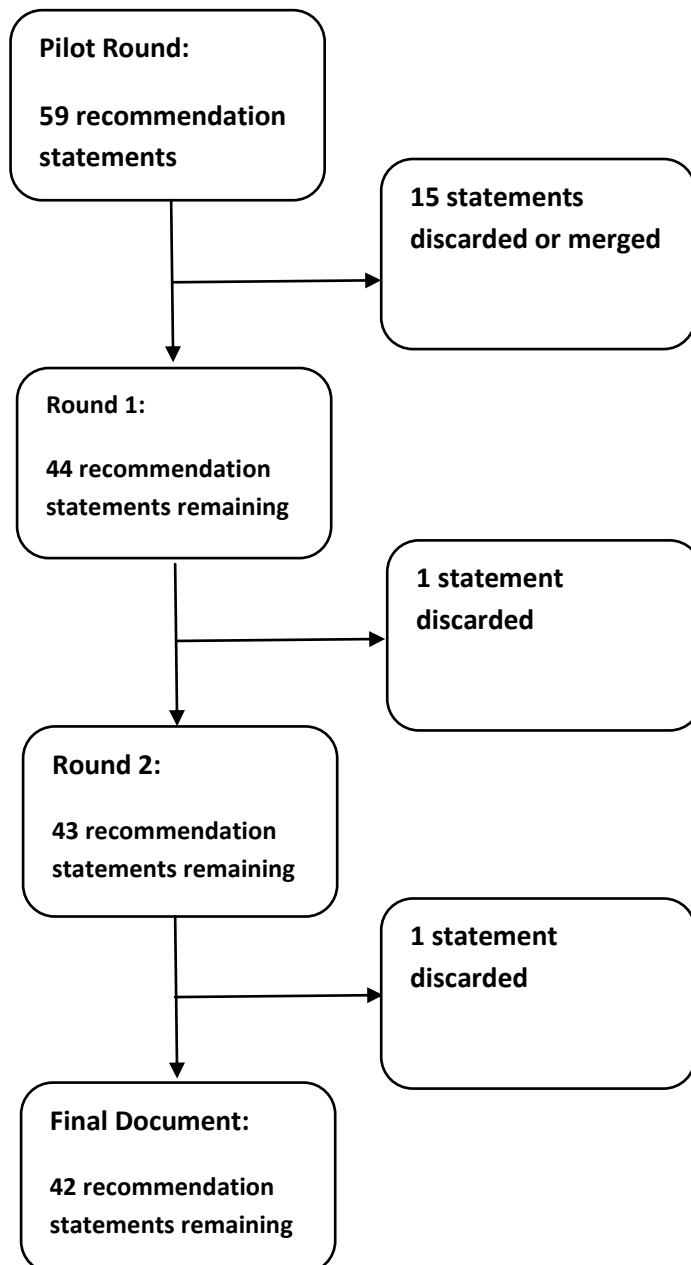 Pilot Round:
59 recommendation
statements
15 statements
discarded or merged
Round 1:
44 recommendation
statements remaining
1 statement
discarded
Round 2:
43 recommendation
statements remaining
1 statement
discarded
Final Document:
42 recommendation
statements remaining